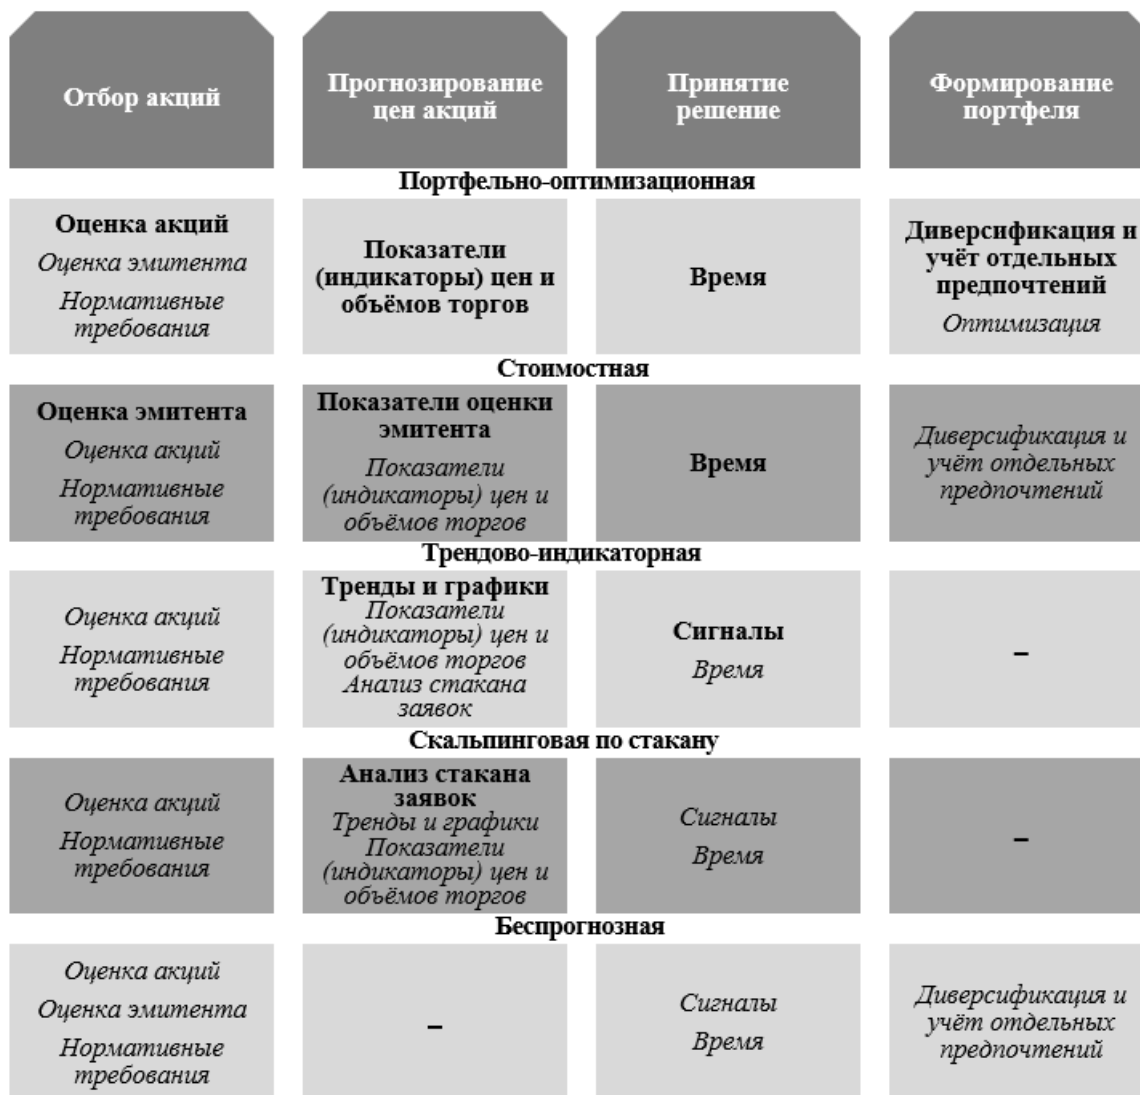 Отбор акций
Прогнозирование
цен акций
Принятие
решение
Формирование
портфеля
Портфельно-оптимизационная
Оценка акций
Оценка эмитента
Нормативные
требования
Показатели
(индикаторы) цен и
объёмов торгов
Время
Диверсификация и
учёт отдельных
предпочтений
Оптимизация
Стоимостная
Оценка эмитента
Оценка акций
Нормативные
требования
Показатели оценки
эмитента
Показатели
(индикаторы) цен и
объёмов торгов
Время
Диверсификация и
учёт отдельных
предпочтений
Трендово-индикаторная
Оценка акций
Нормативные
требования
Тренды и графики
Показатели
(индикаторы) цен и
объёмов торгов
Анализ стакана
заявок
Сигналы
Время
–
Скальпинговая по стакану
Оценка акций
Нормативные
требования
Анализ стакана
заявок
Тренды и графики
Показатели
(индикаторы) цен и
объёмов торгов
Сигналы
Время
–
Беспрогнозная
Оценка акций
Оценка эмитента
Нормативные
требования
–
Сигналы
Время
Диверсификация и
учёт отдельных
предпочтений